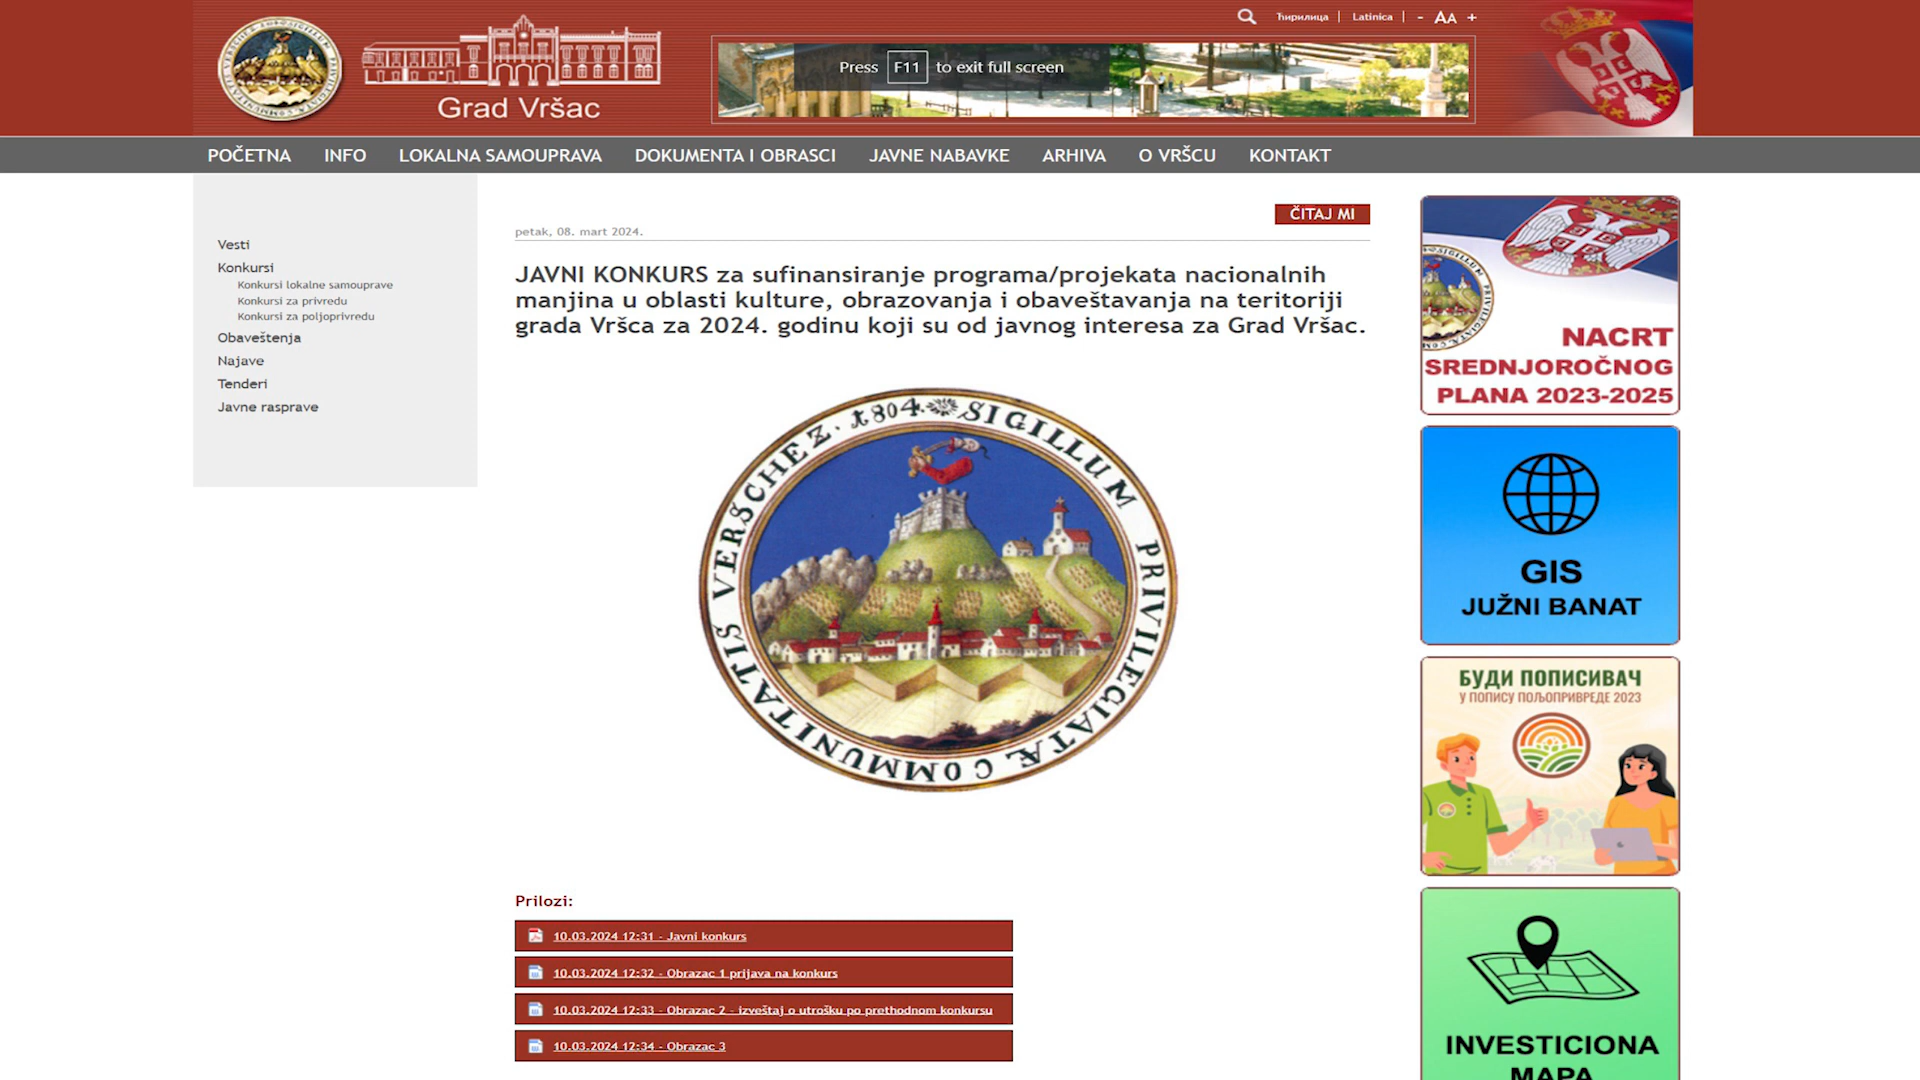 Ћирилица | Latinica | - AA +
Grad Vršac
Press F11 to exit full screen
POČETNA INFO LOKALNA SAMOUPRAVA DOKUMENTA I OBRASCI JAVNE NABAVKE ARHIVA O VRŠCU KONTAKT
Vesti
Konkursi
Konkursi lokalne samouprave
Konkursi za privredu
Konkursi za poljoprivredu
Obaveštenja
Najave
Tenderi
Javne rasprave
ČITAJ MI
petak, 08. mart 2024.
JAVNI KONKURS za sufinansiranje programa/projekata nacionalnih
manjina u oblasti kulture, obrazovanja i obaveštavanja na teritoriji
grada Vršca za 2024. godinu koji su od javnog interesa za Grad Vršac.
1804. SIGILLUM PRIVILEGIATÆ COMMUNITATIS VERSCHEZ.
Prilozi:
10.03.2024 12:31 - Javni konkurs
10.03.2024 12:32 - Obrazac 1 prijava na konkurs
10.03.2024 12:33 - Obrazac 2 - izveštaj o utrošku po prethodnom konkursu
10.03.2024 12:34 - Obrazac 3
NACRT
SREDNJOROČNOG
PLANA 2023-2025
GIS
JUŽNI BANAT
БУДИ ПОПИСИВАЧ
У ПОПИСУ ПОЉОПРИВРЕДЕ 2023
INVESTICIONA
MAPA